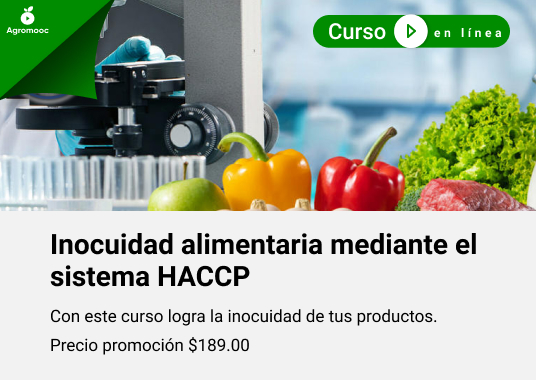 Agromooc
Curso en línea
Inocuidad alimentaria mediante el
sistema HACCP
Con este curso logra la inocuidad de tus productos.
Precio promoción $189.00